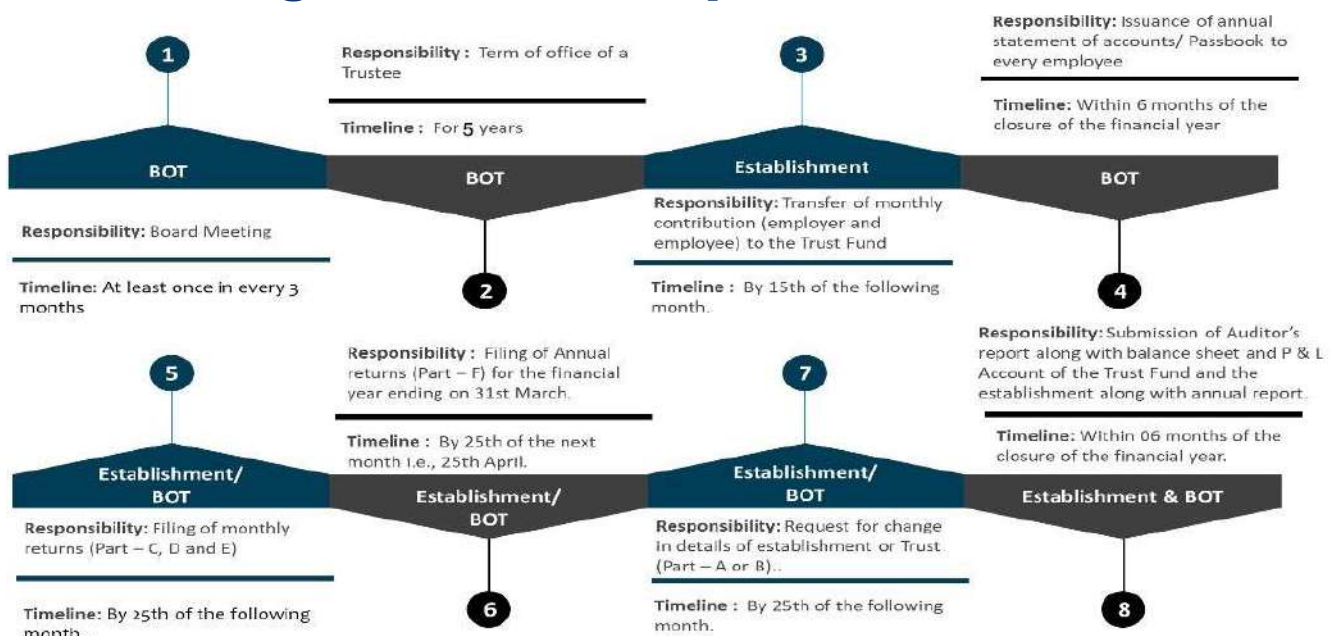 1
BOT
Responsibility: Board Meeting
Timeline: At least once in every 3
months
Responsibility : Term of office of a
Trustee
Timeline : For 5 years
BOT
2
3
Establishment
Responsibility: Transfer of monthly
contribution (employer and
employee) to the Trust Fund
Timeline : By 15th of the following
month.
Responsibility: Issuance of annual
statement of accounts/ Passbook to
every employee
Timeline: Within 6 months of the
closure of the financial year
BOT
4
5
Establishment/
BOT
Responsibility: Filing of monthly
returns (Part – C, D and E)
Timeline: By 25th of the following
month
Responsibility : Filing of Annual
returns (Part – F) for the financial
year ending on 31st March.
Timeline : By 25th of the next
month i.e., 25th April.
Establishment/
BOT
6
7
Establishment/
BOT
Responsibility: Request for change
in details of establishment or Trust
(Part – A or B)..
Timeline : By 25th of the following
month.
Responsibility: Submission of Auditor's
report along with balance sheet and P & L
Account of the Trust Fund and the
establishment along with annual report.
Timeline: Within 06 months of the
closure of the financial year.
Establishment & BOT
8